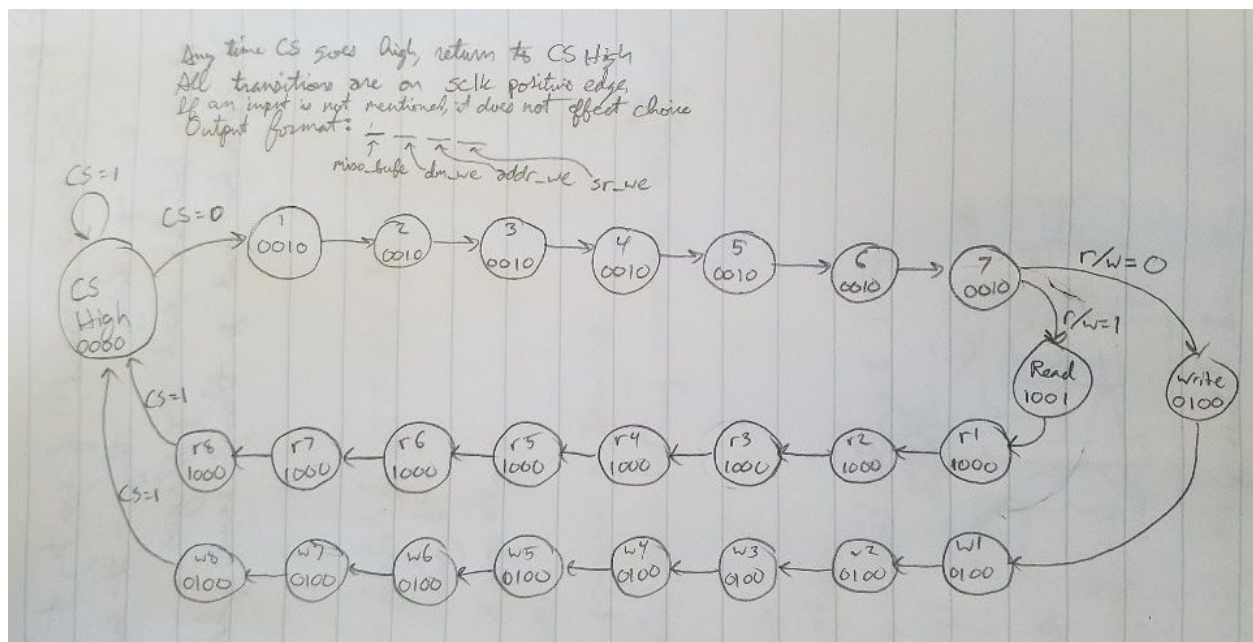 Any time CS goes high, return to CS High
All transitions are on sclk positive edge
If an input is not mentioned, it does not effect choice
Output format: _ _ _ _
miso_bufe dm_we addr_we sr_we
CS=1
CS=0
CS
High
0000
1
0010
2
0010
3
0010
4
0010
5
0010
6
0010
7
0010
r/w=0
r/w=1
Read
1001
Write
0100
CS=1
r8
1000
r7
1000
r6
1000
r5
1000
r4
1000
r3
1000
r2
1000
r1
1000
CS=1
w8
0100
w7
0100
w6
0100
w5
0100
w4
0100
w3
0100
w2
0100
w1
0100